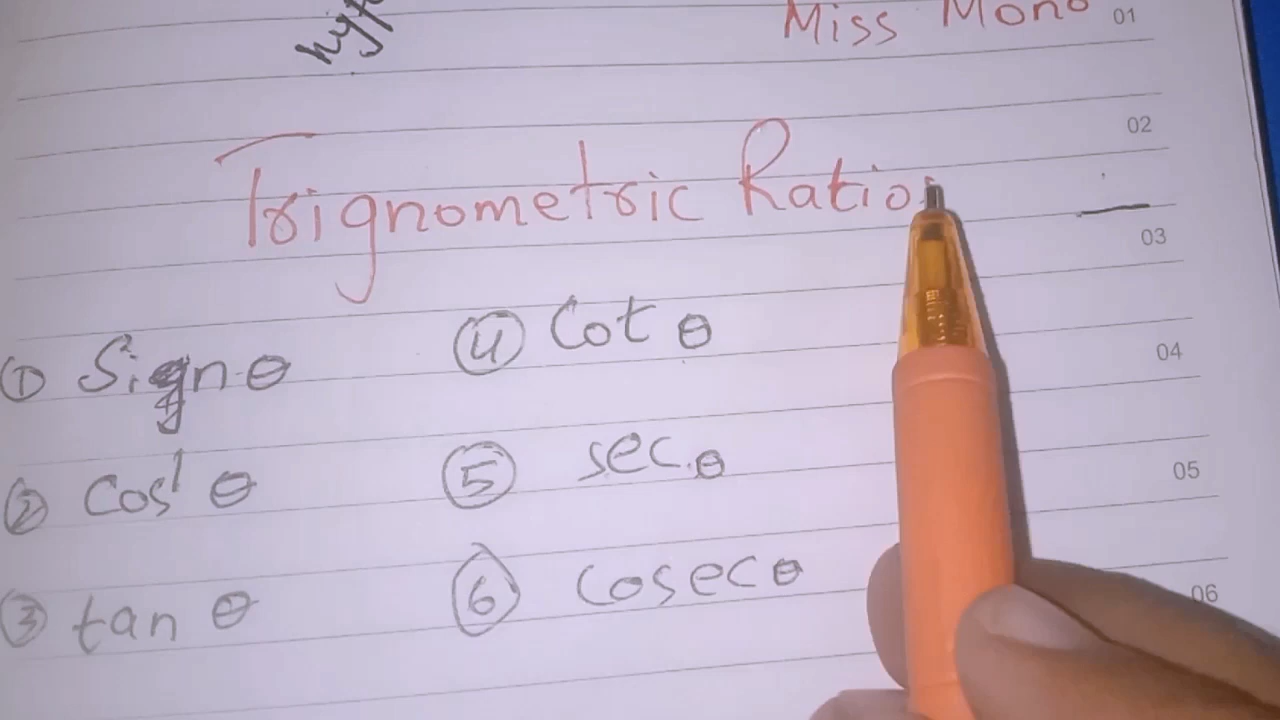 Miss Mono
01
02
Trignometric Ratios
03
① Sign θ
④ Cot θ
04
② Cos θ
⑤ sec θ
05
③ tan θ
⑥ cosec θ
06